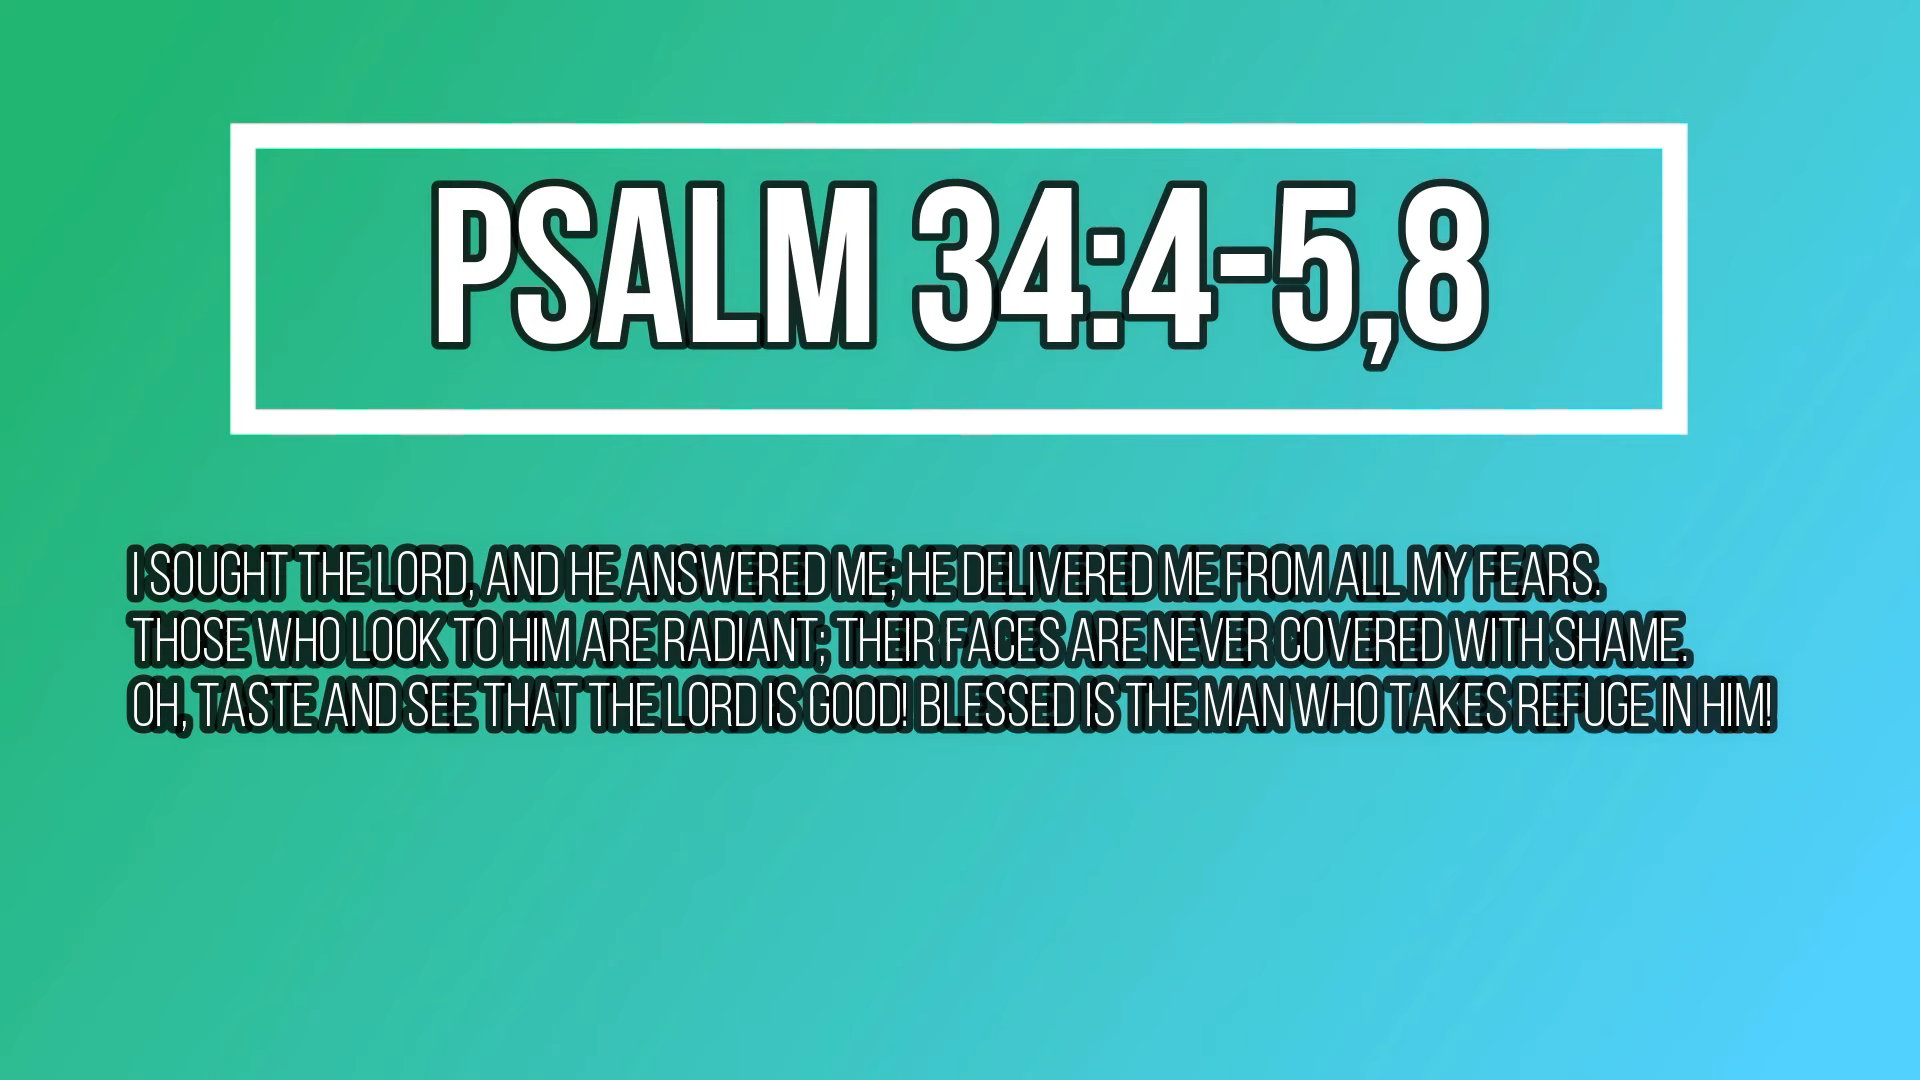 PSALM 34:4-5,8
I SOUGHT THE LORD, AND HE ANSWERED ME; HE DELIVERED ME FROM ALL MY FEARS.
THOSE WHO LOOK TO HIM ARE RADIANT; THEIR FACES ARE NEVER COVERED WITH SHAME.
OH, TASTE AND SEE THAT THE LORD IS GOOD! BLESSED IS THE MAN WHO TAKES REFUGE IN HIM!